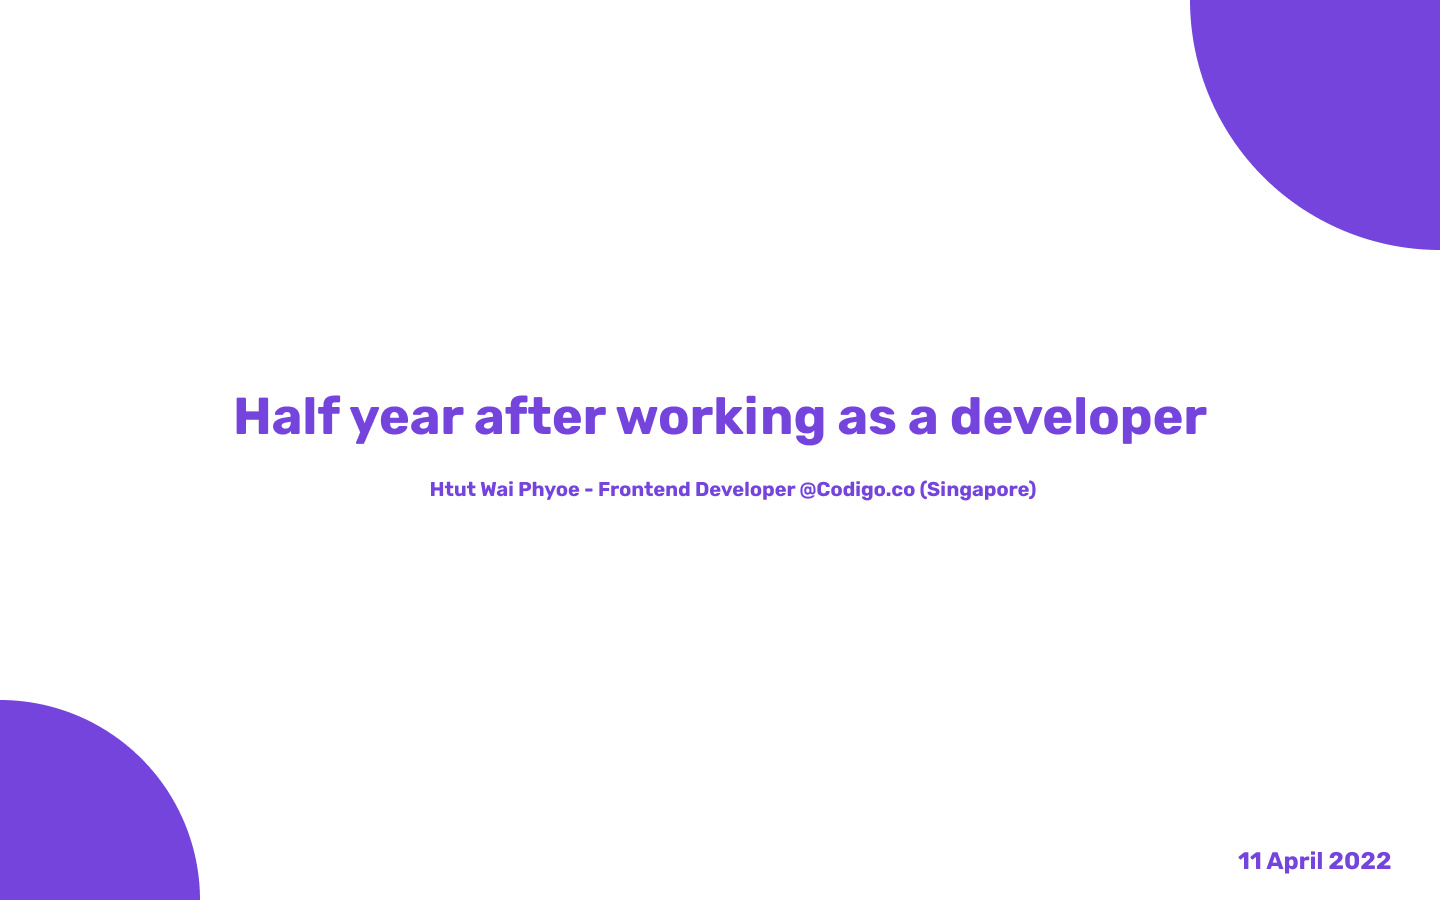 Half year after working as a developer
Htut Wai Phyoe - Frontend Developer @Codigo.co (Singapore)
11 April 2022